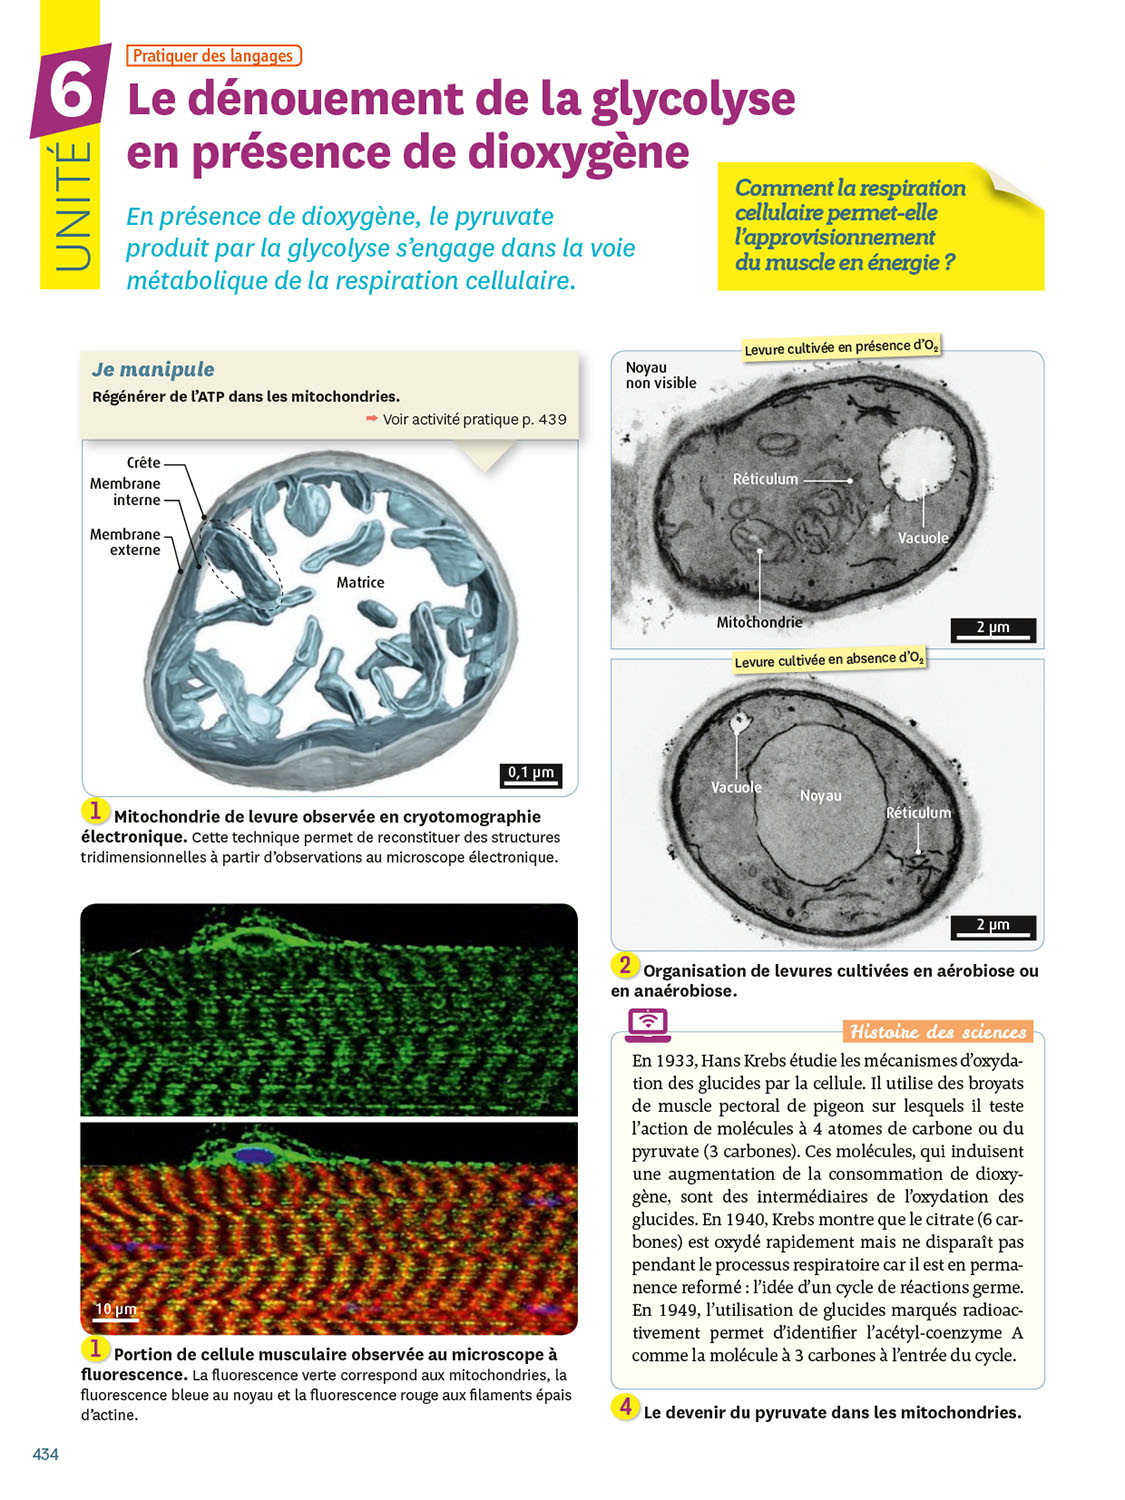 6
UNITÉ
Pratiquer des langages
Le dénouement de la glycolyse
en présence de dioxygène
En présence de dioxygène, le pyruvate
produit par la glycolyse s’engage dans la voie
métabolique de la respiration cellulaire.
Comment la respiration
cellulaire permet-elle
l’approvisionnement
du muscle en énergie ?
Je manipule
Régénérer de l’ATP dans les mitochondries.
➡ Voir activité pratique p. 439
Crête
Membrane
interne
Membrane
externe
Matrice
0,1 µm
1 Mitochondrie de levure observée en cryotomographie
électronique. Cette technique permet de reconstituer des structures
tridimensionnelles à partir d’observations au microscope électronique.
10 µm
1 Portion de cellule musculaire observée au microscope à
fluorescence. La fluorescence verte correspond aux mitochondries, la
fluorescence bleue au noyau et la fluorescence rouge aux filaments épais
d’actine.
Levure cultivée en présence d’O₂
Noyau
non visible
Réticulum
Vacuole
Mitochondrie
2 µm
Levure cultivée en absence d’O₂
Vacuole
Noyau
Réticulum
2 µm
2 Organisation de levures cultivées en aérobiose ou
en anaérobiose.
Histoire des sciences
En 1933, Hans Krebs étudie les mécanismes d’oxyda-
tion des glucides par la cellule. Il utilise des broyats
de muscle pectoral de pigeon sur lesquels il teste
l’action de molécules à 4 atomes de carbone ou du
pyruvate (3 carbones). Ces molécules, qui induisent
une augmentation de la consommation de dioxy-
gène, sont des intermédiaires de l’oxydation des
glucides. En 1940, Krebs montre que le citrate (6 car-
bones) est oxydé rapidement mais ne disparaît pas
pendant le processus respiratoire car il est en perma-
nence reformé : l’idée d’un cycle de réactions germe.
En 1949, l’utilisation de glucides marqués radioac-
tivement permet d’identifier l’acétyl-coenzyme A
comme la molécule à 3 carbones à l’entrée du cycle.
4 Le devenir du pyruvate dans les mitochondries.
434